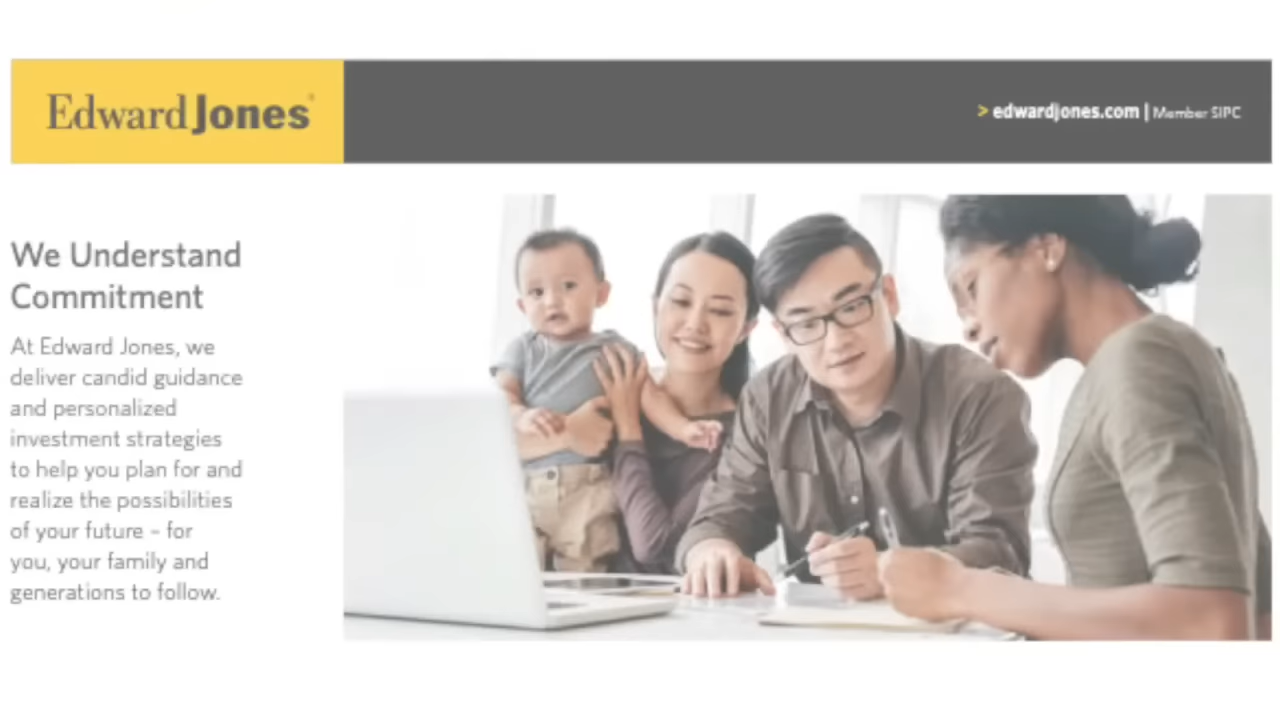 Edward Jones®
> edwardjones.com | Member SIPC
We Understand
Commitment
At Edward Jones, we
deliver candid guidance
and personalized
investment strategies
to help you plan for and
realize the possibilities
of your future – for
you, your family and
generations to follow.